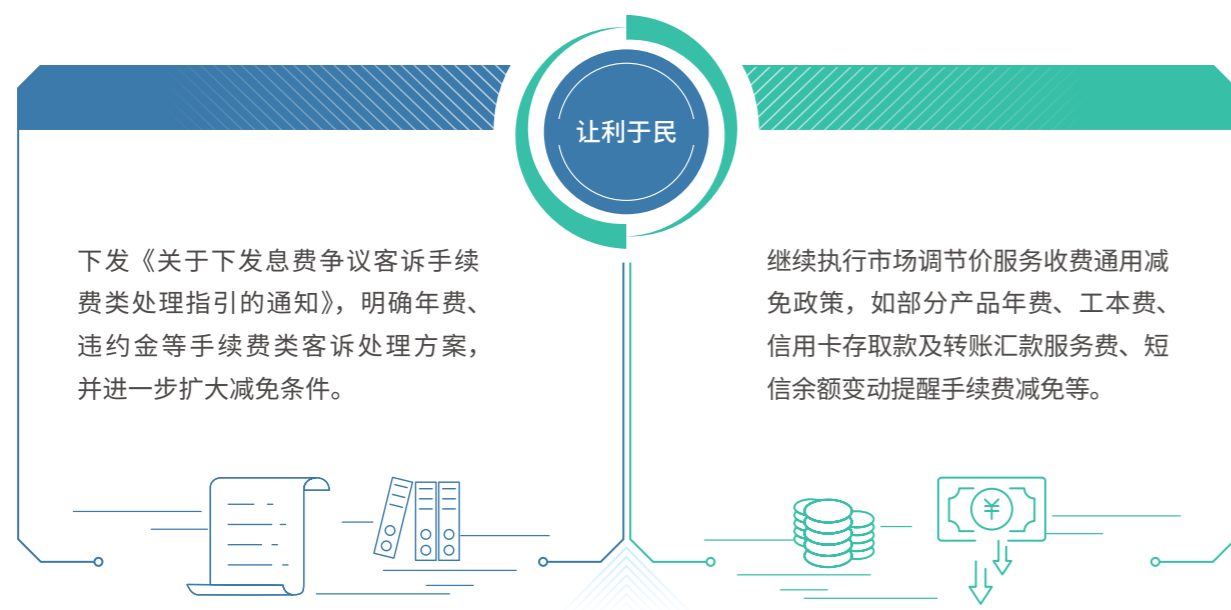 让利于民
下发《关于下发息费争议客诉手续
费类处理指引的通知》，明确年费、
违约金等手续费类客诉处理方案，
并进一步扩大减免条件。
继续执行市场调节价服务收费通用减
免政策，如部分产品年费、工本费、
信用卡存取款及转账汇款服务费、短
信余额变动提醒手续费减免等。
¥